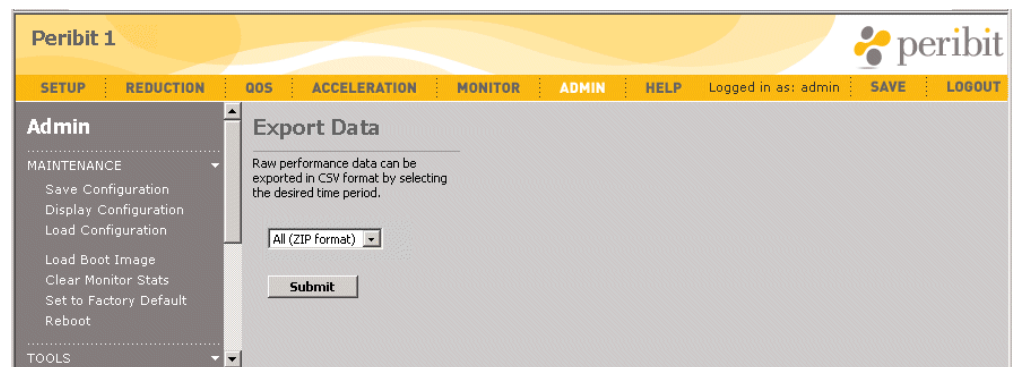 Peribit 1
peribit
SETUP REDUCTION QOS ACCELERATION MONITOR ADMIN HELP Logged in as: admin SAVE LOGOUT
Admin
MAINTENANCE
Save Configuration
Display Configuration
Load Configuration
Load Boot Image
Clear Monitor Stats
Set to Factory Default
Reboot
TOOLS
Export Data
Raw performance data can be
exported in CSV format by selecting
the desired time period.
All (ZIP format)
Submit